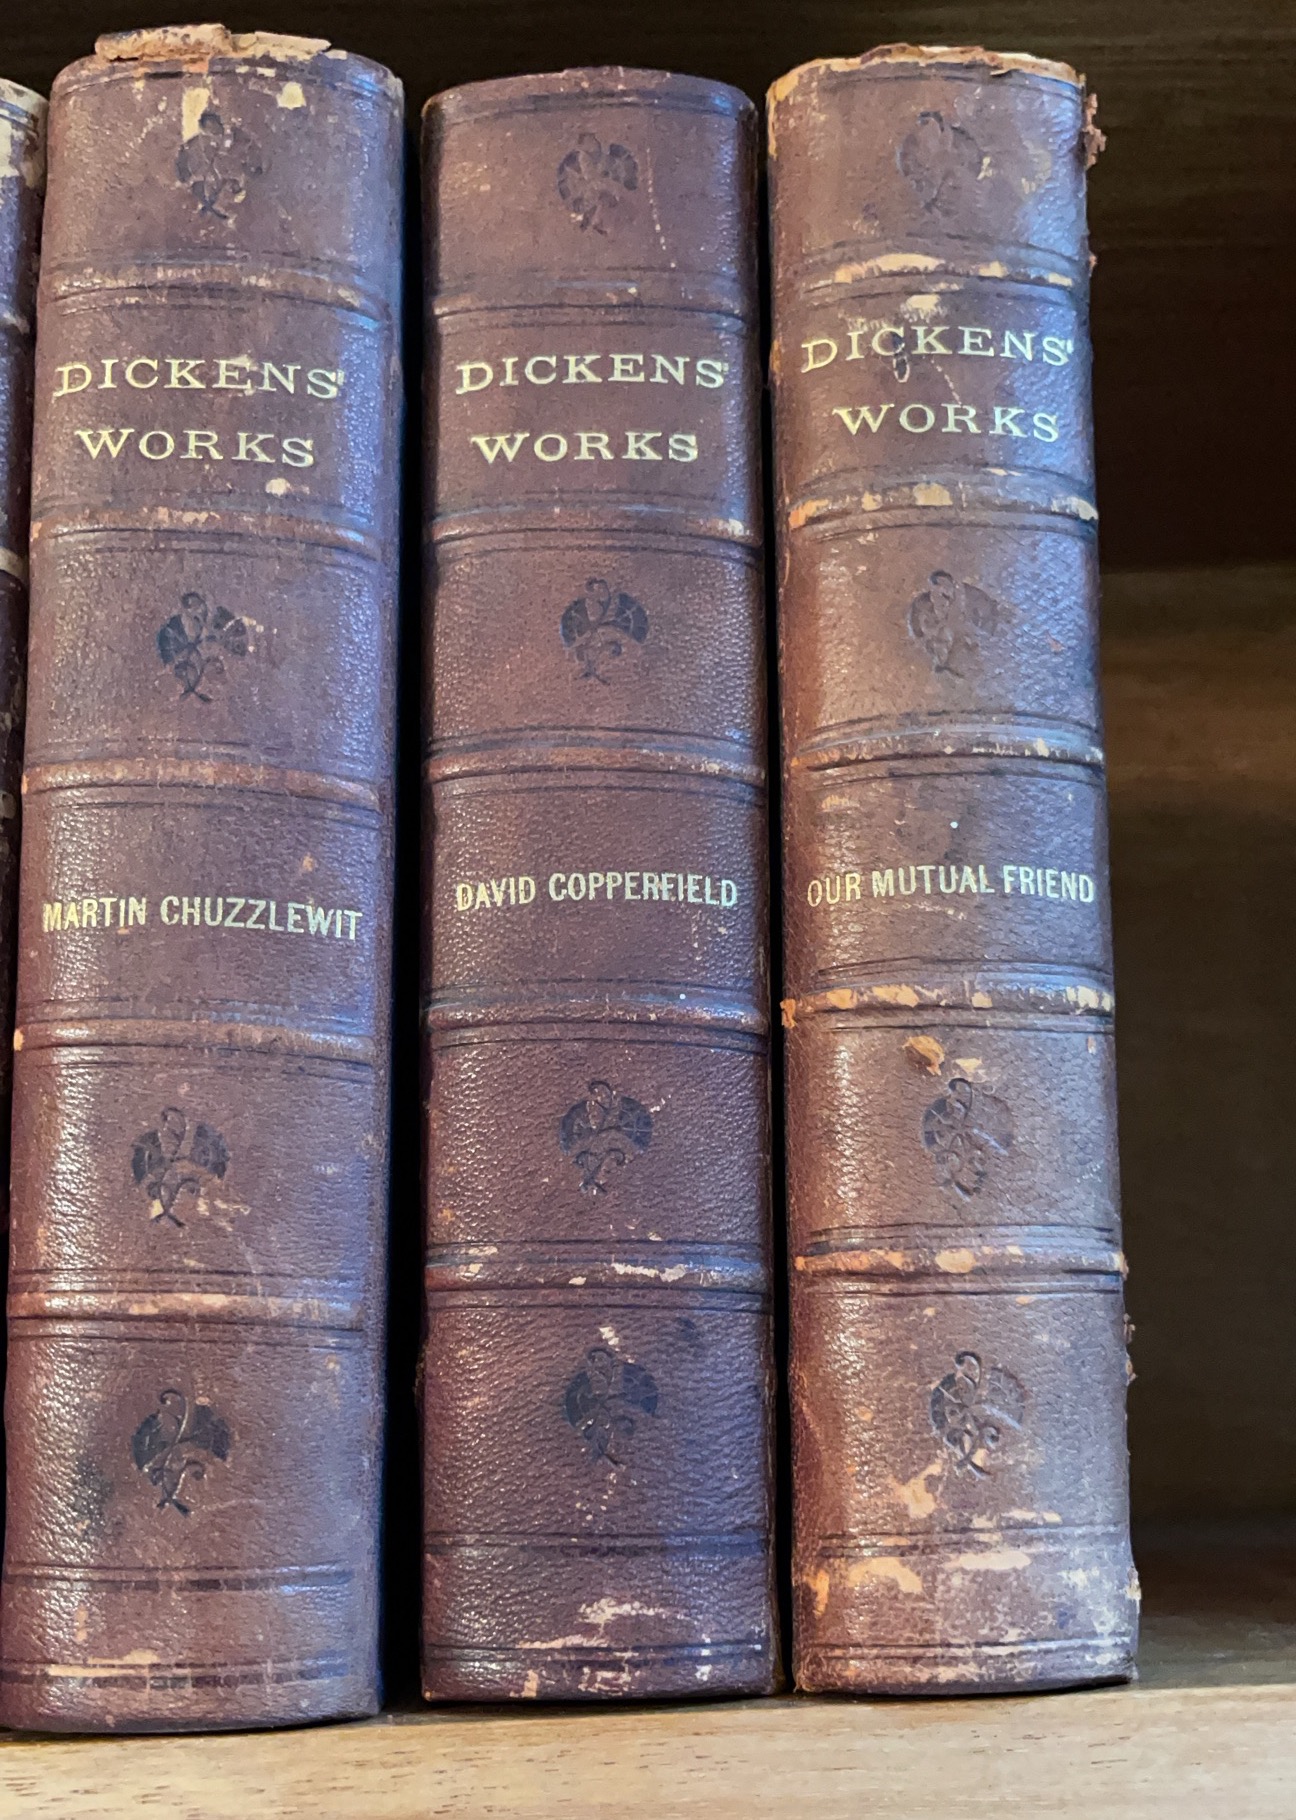 DICKENS'
WORKS
MARTIN CHUZZLEWIT
DICKENS'
WORKS
DAVID COPPERFIELD
DICKENS'
WORKS
OUR MUTUAL FRIEND